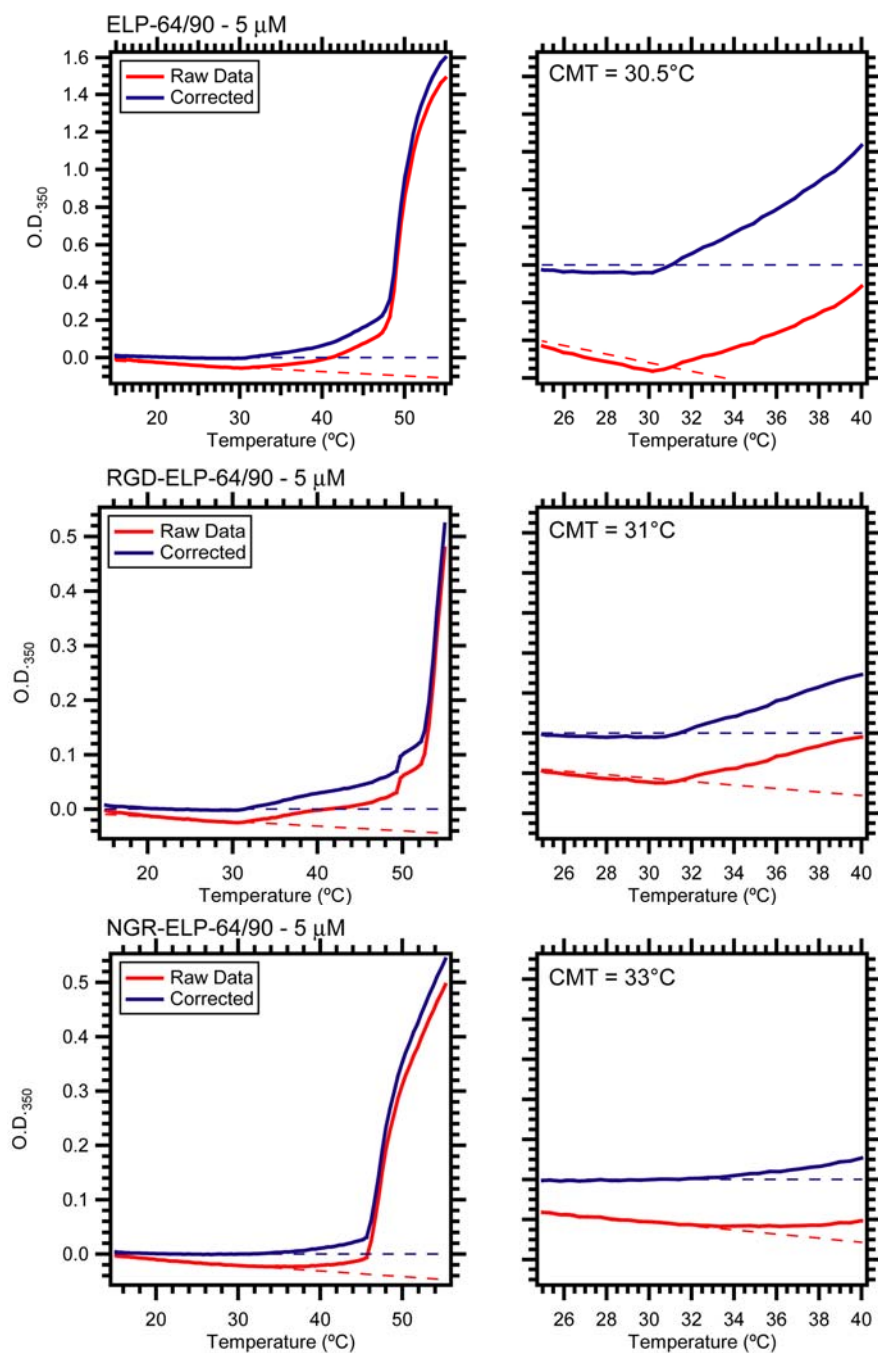 ELP-64/90 - 5 μM
Raw Data
Corrected
1.6
1.4
1.2
1.0
0.8
0.6
0.4
0.2
0.0
O.D.350
20 30 40 50
Temperature (ºC)
CMT = 30.5°C
26 28 30 32 34 36 38 40
Temperature (ºC)
RGD-ELP-64/90 - 5 μM
Raw Data
Corrected
0.5
0.4
0.3
0.2
0.1
0.0
O.D.350
20 30 40 50
Temperature (ºC)
CMT = 31°C
26 28 30 32 34 36 38 40
Temperature (ºC)
NGR-ELP-64/90 - 5 μM
Raw Data
Corrected
0.5
0.4
0.3
0.2
0.1
0.0
O.D.350
20 30 40 50
Temperature (ºC)
CMT = 33°C
26 28 30 32 34 36 38 40
Temperature (ºC)